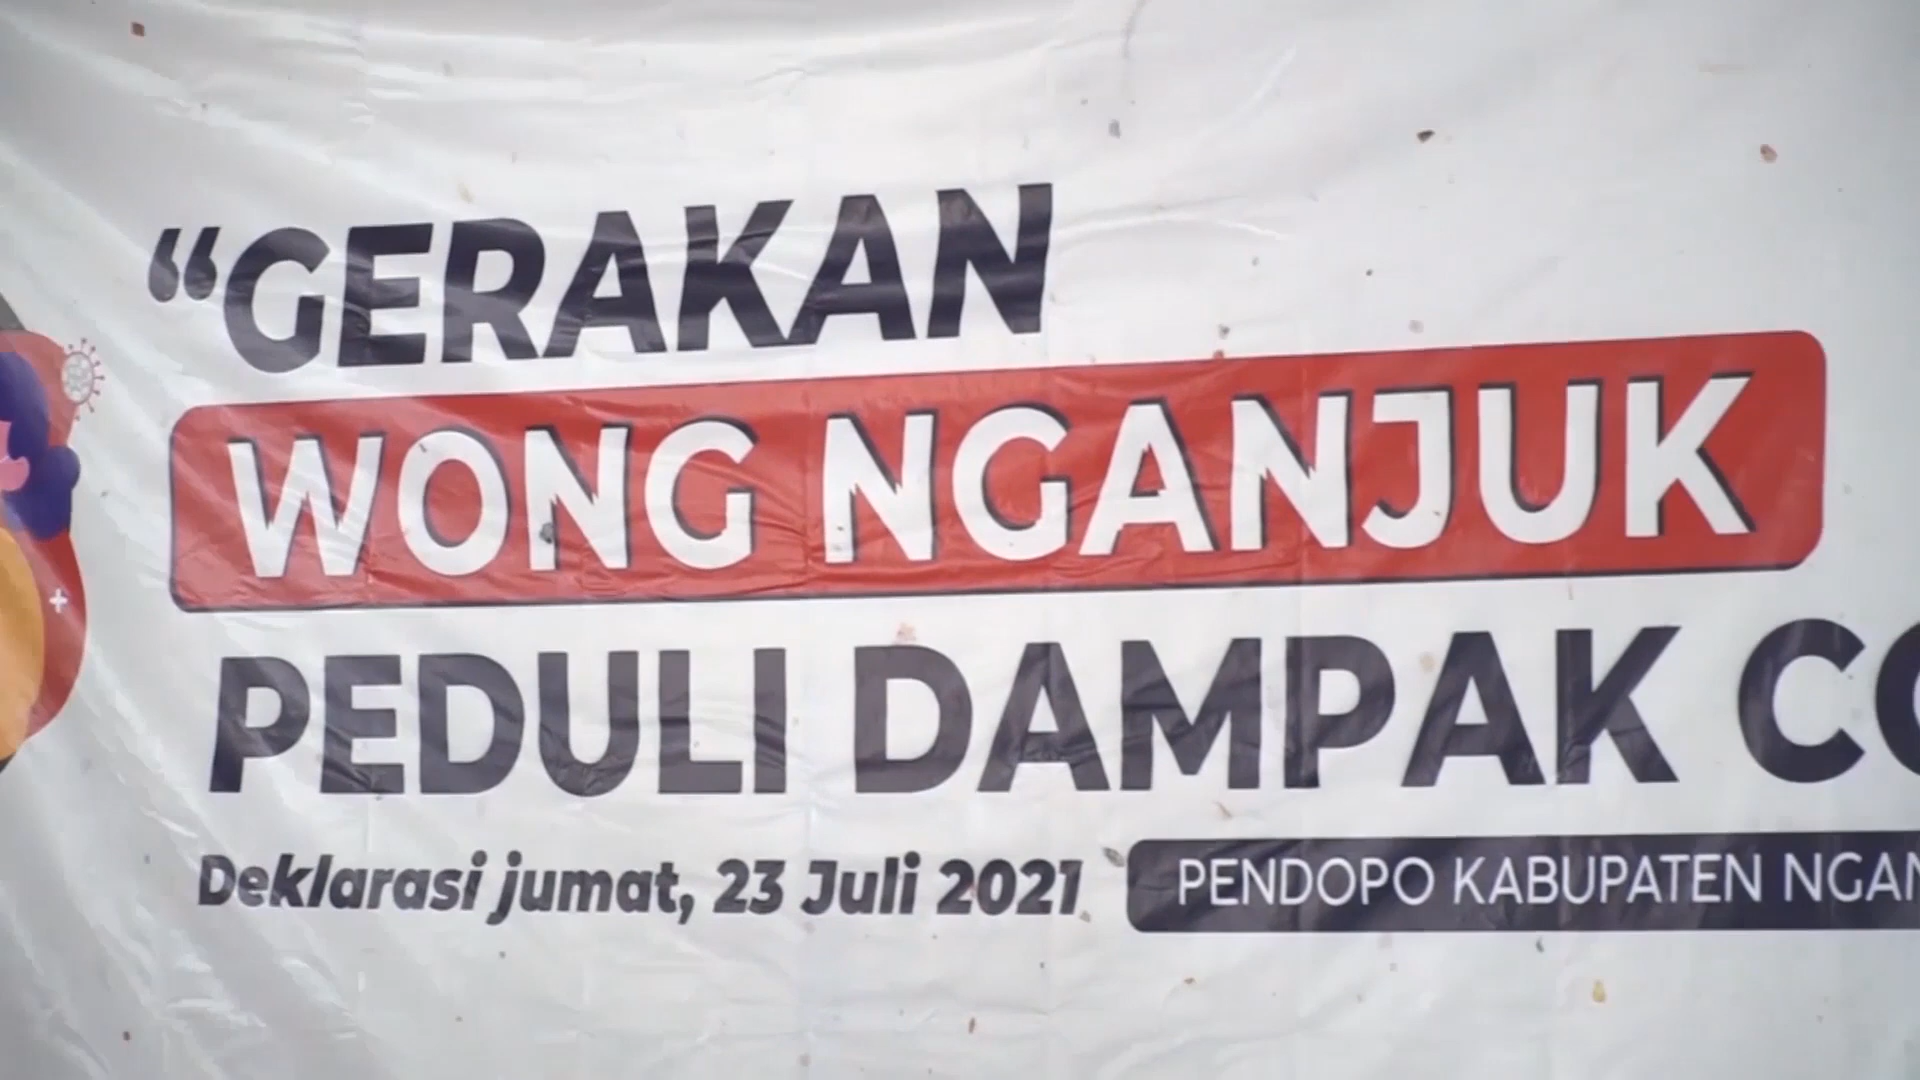 “GERAKAN
WONG NGANJUK
PEDULI DAMPAK
Deklarasi jumat, 23 Juli 2021
PENDOPO KABUPATEN